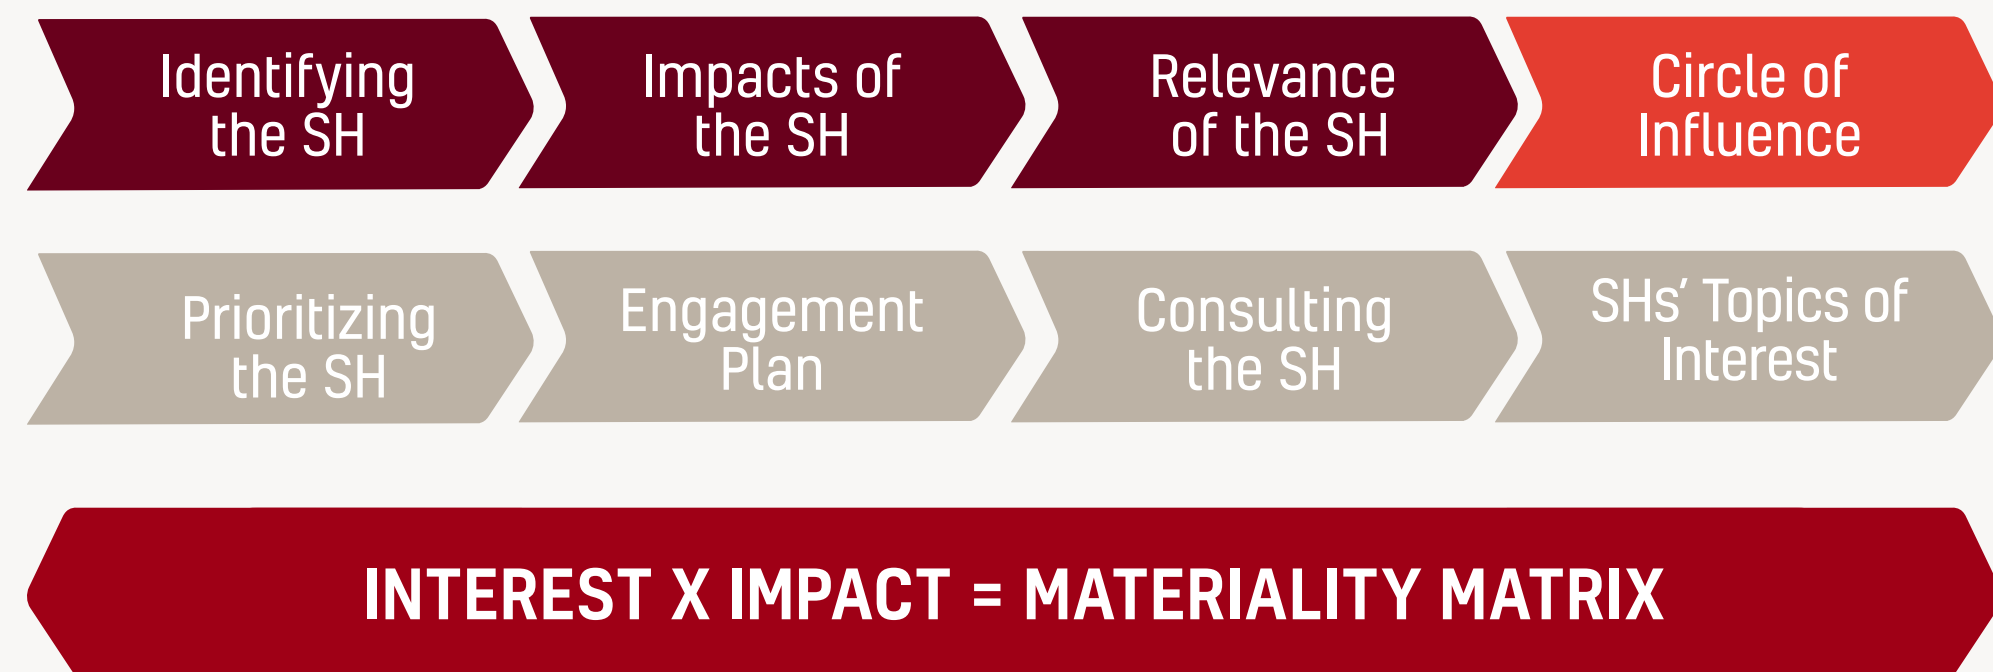 Identifying
the SH
Impacts of
the SH
Relevance
of the SH
Circle of
Influence
Prioritizing
the SH
Engagement
Plan
Consulting
the SH
SHs’ Topics of
Interest
INTEREST X IMPACT = MATERIALITY MATRIX